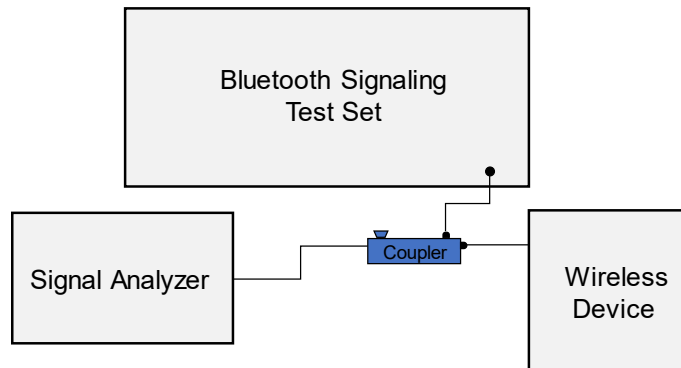 Bluetooth Signaling
Test Set
Coupler
Signal Analyzer
Wireless
Device